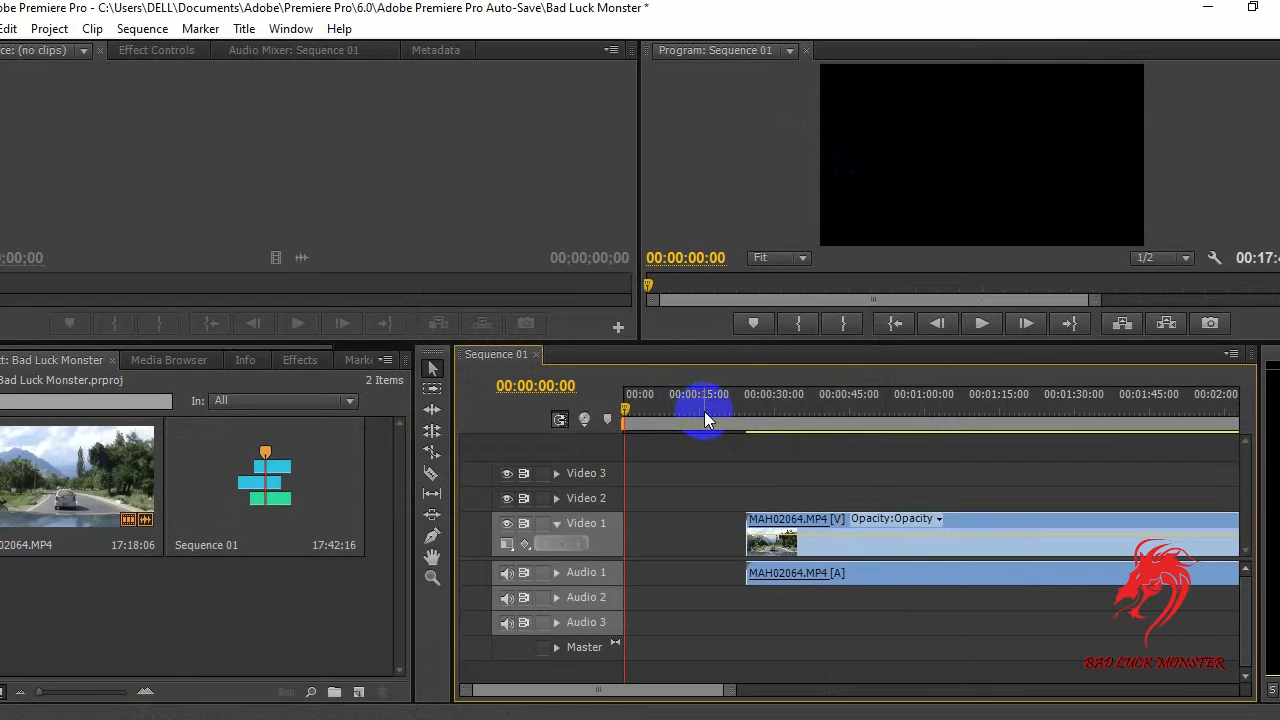 obe Premiere Pro - C:\Users\DELL\Documents\Adobe\Premiere Pro\6.0\Adobe Premiere Pro Auto-Save\Bad Luck Monster *
Edit Project Clip Sequence Marker Title Window Help
ce: (no clips) Effect Controls Audio Mixer: Sequence 01 Metadata
Program: Sequence 01
0:00:00 00;00;00;00
00:00:00:00 Fit 1/2 00:17:4
ct: Bad Luck Monster Media Browser Info Effects Mark
Bad Luck Monster.prproj 2 Items
In: All
02064.MP4 17:18:06
Sequence 01 17:42:16
Sequence 01
00:00:00:00
00:00 00:00:15:00 00:00:30:00 00:00:45:00 00:01:00:00 00:01:15:00 00:01:30:00 00:01:45:00 00:02:00
Video 3
Video 2
Video 1 MAH02064.MP4 [V] Opacity:Opacity
Audio 1 MAH02064.MP4 [A]
Audio 2
Audio 3
Master
BAD LUCK MONSTER
S